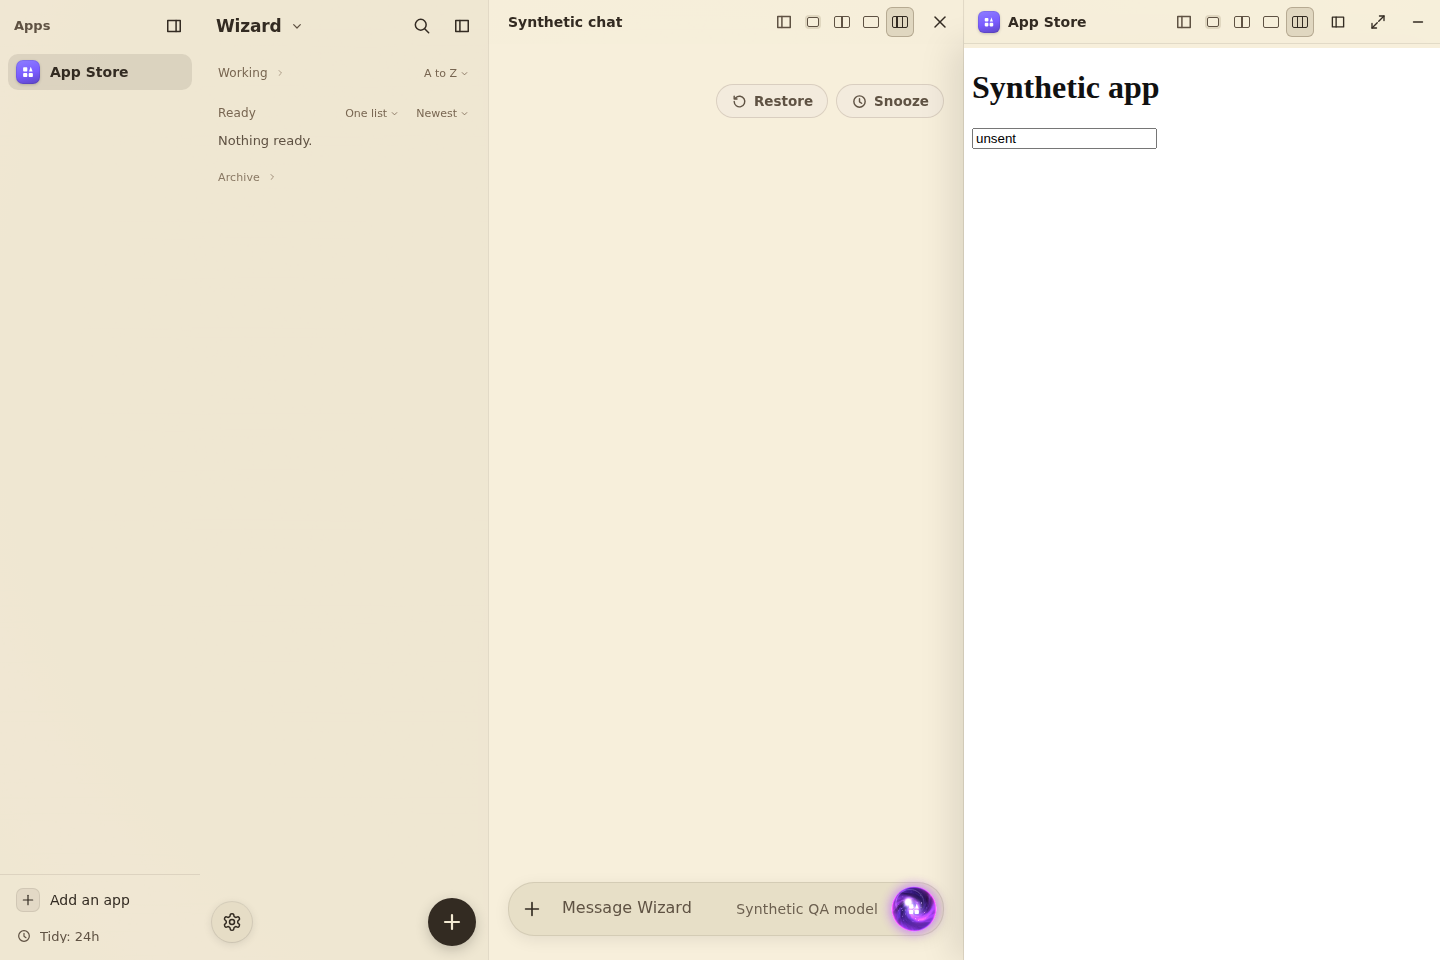 Apps
App Store
Add an app
Tidy: 24h
Wizard
Working
A to Z
Ready
One list
Newest
Nothing ready.
Archive
Synthetic chat
Restore
Snooze
Message Wizard
Synthetic QA model
App Store
Synthetic app
unsent